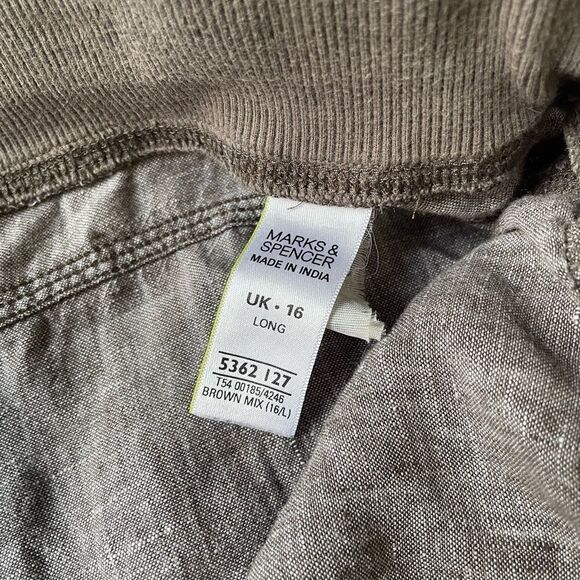 MARKS &
SPENCER
MADE IN INDIA
UK • 16
LONG
5362 127
T54 00185/4246
BROWN MIX (16/L)